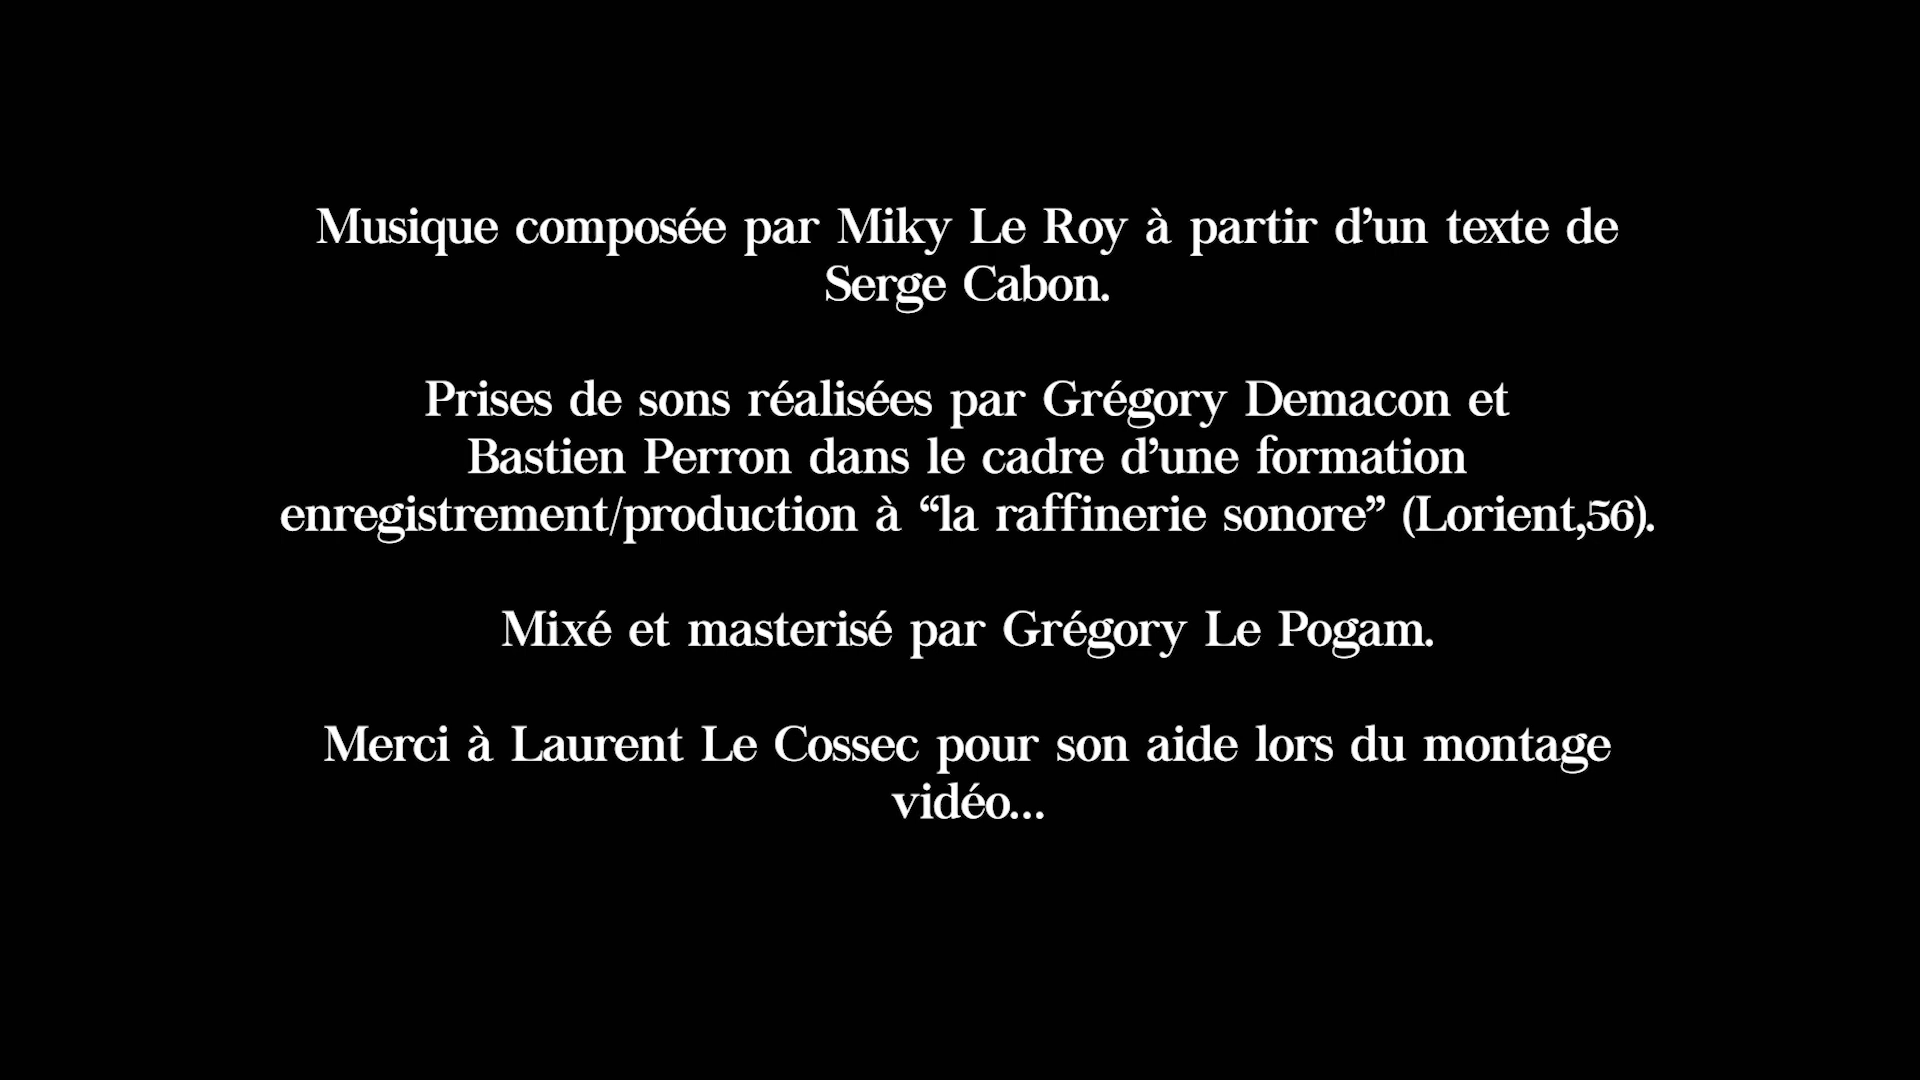 Musique composée par Miky Le Roy à partir d’un texte de
Serge Cabon.
Prises de sons réalisées par Grégory Demacon et
Bastien Perron dans le cadre d’une formation
enregistrement/production à “la raffinerie sonore” (Lorient,56).
Mixé et masterisé par Grégory Le Pogam.
Merci à Laurent Le Cossec pour son aide lors du montage
vidéo...